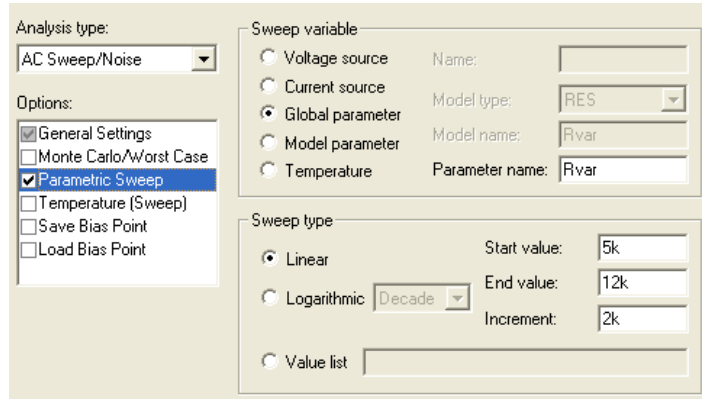 Analysis type:
AC Sweep/Noise
Options:
General Settings
Monte Carlo/Worst Case
Parametric Sweep
Temperature (Sweep)
Save Bias Point
Load Bias Point
Sweep variable
Voltage source
Current source
Global parameter
Model parameter
Temperature
Name:
Model type: RES
Model name: Rvar
Parameter name: Rvar
Sweep type
Linear
Logarithmic Decade
Value list
Start value: 5k
End value: 12k
Increment: 2k